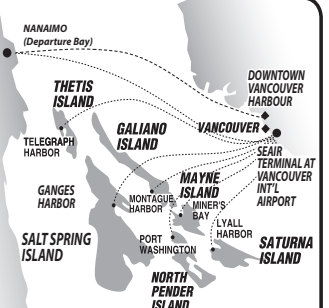 NANAIMO
(Departure Bay)
THETIS
ISLAND
TELEGRAPH
HARBOR
GALIANO
ISLAND
DOWNTOWN
VANCOUVER
HARBOUR
VANCOUVER
SEAIR
TERMINAL AT
VANCOUVER
INT'L
AIRPORT
GANGES
HARBOR
MONTAGUE
HARBOR
MAYNE
ISLAND
MINER'S
BAY
LYALL
HARBOR
SALT SPRING
ISLAND
PORT
WASHINGTON
SATURNA
ISLAND
NORTH
PENDER
ISLAND